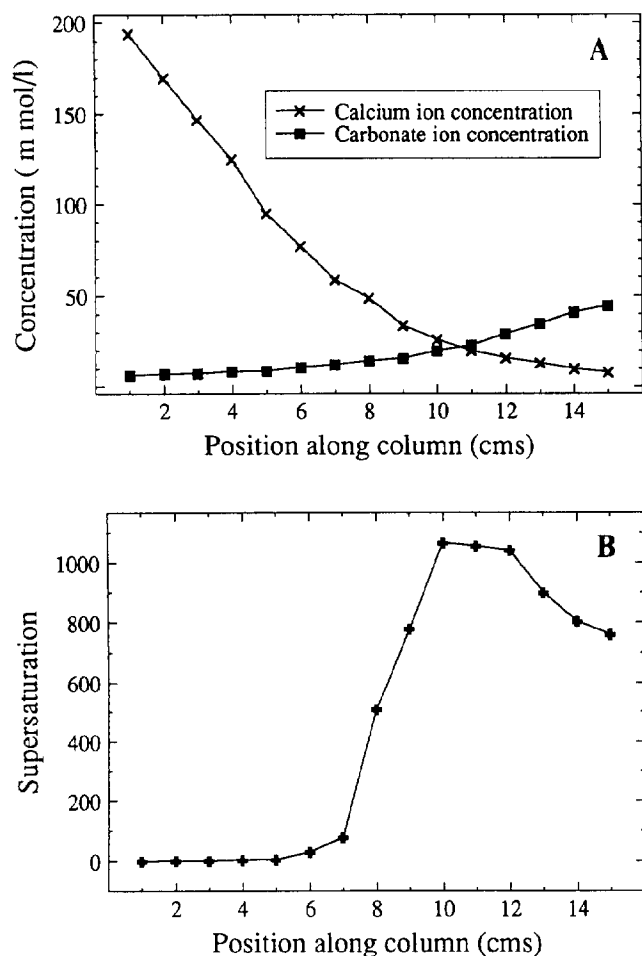 200
150
100
50
Concentration ( m mol/l)
A
Calcium ion concentration
Carbonate ion concentration
2 4 6 8 10 12 14
Position along column (cms)
B
1000
800
600
400
200
0
Supersaturation
2 4 6 8 10 12 14
Position along column (cms)